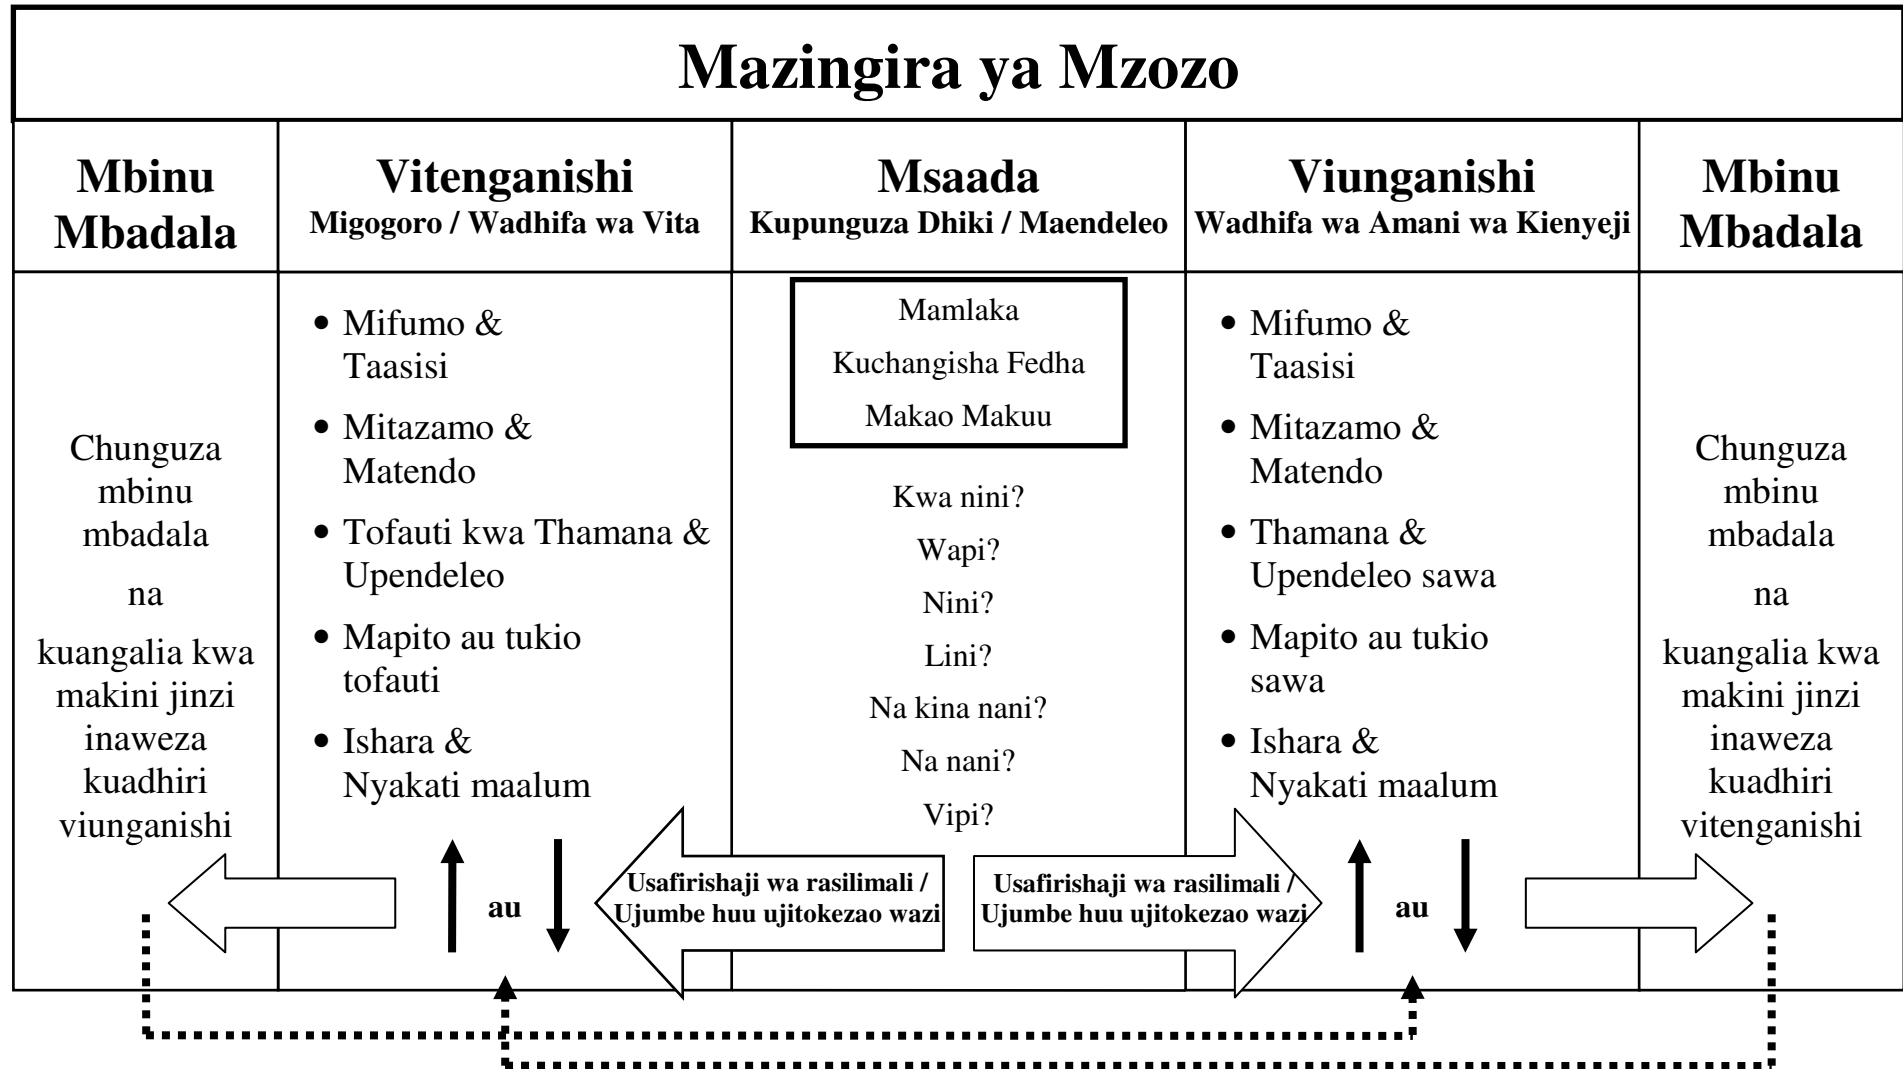 Mazingira ya Mzozo
Mbinu
Mbadala
Vitenganishi
Migogoro / Wadhifa wa Vita
Msaada
Kupunguza Dhiki / Maendeleo
Viunganishi
Wadhifa wa Amani wa Kienyeji
Mbinu
Mbadala
Chunguza
mbinu
mbadala
na
kuangalia kwa
makini jinzi
inaweza
kuadhiri
viunganishi
• Mifumo &
Taasisi
• Mitazamo &
Matendo
• Tofauti kwa Thamana &
Upendeleo
• Mapito au tukio
tofauti
• Ishara &
Nyakati maalum
au
Mamlaka
Kuchangisha Fedha
Makao Makuu
Kwa nini?
Wapi?
Nini?
Lini?
Na kina nani?
Na nani?
Vipi?
Usafirishaji wa rasilimali /
Ujumbe huu ujitokezao wazi
Usafirishaji wa rasilimali /
Ujumbe huu ujitokezao wazi
• Mifumo &
Taasisi
• Mitazamo &
Matendo
• Thamana &
Upendeleo sawa
• Mapito au tukio
sawa
• Ishara &
Nyakati maalum
au
Chunguza
mbinu
mbadala
na
kuangalia kwa
makini jinzi
inaweza
kuadhiri
vitenganishi